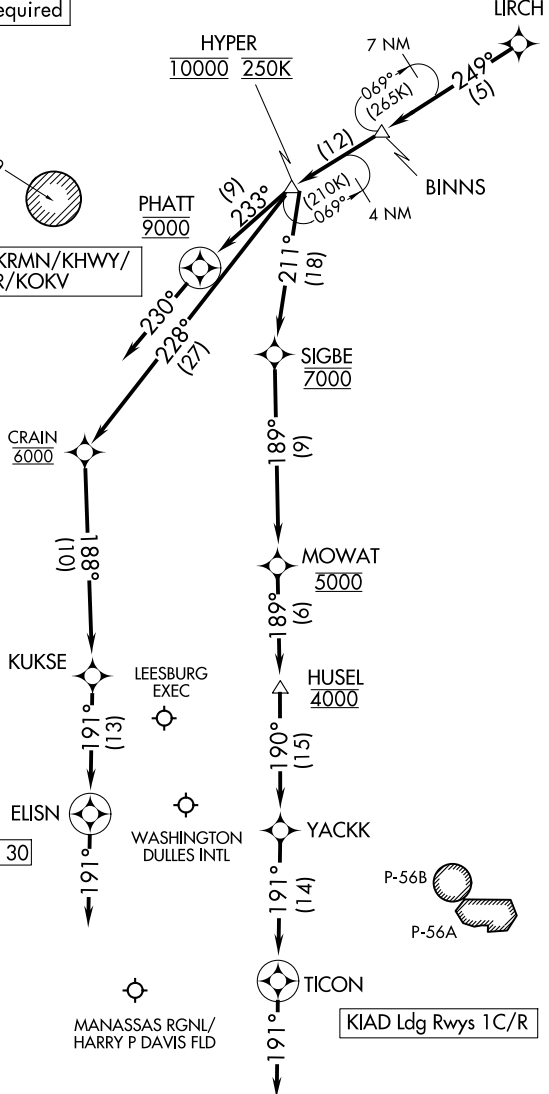 equired
LIRCH
HYPER
10000 250K
7 NM
069°
(265K)
249°
(5)
(12)
BINNS
(210K)
069°
4 NM
(9)
233°
PHATT
9000
KRMN/KHWY/
R/KOKV
211°
(18)
230°
228°
(27)
SIGBE
7000
CRAIN
6000
189°
(9)
188°
(10)
MOWAT
5000
189°
(6)
KUKSE
LEESBURG
EXEC
HUSEL
4000
191°
(13)
190°
(15)
ELISN
WASHINGTON
DULLES INTL
YACKK
30
191°
191°
(14)
P-56B
P-56A
TICON
MANASSAS RGNL/
HARRY P DAVIS FLD
191°
KIAD Ldg Rwys 1C/R